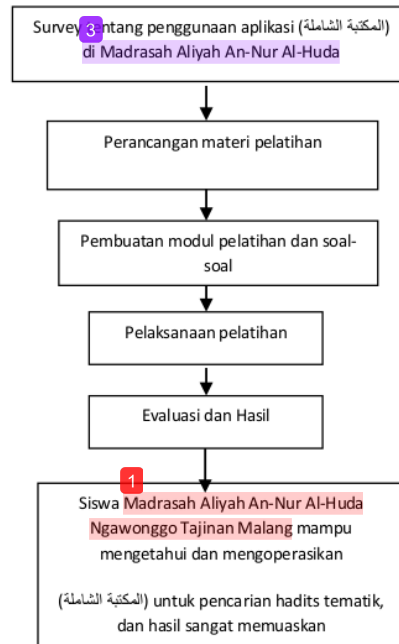 Survey tentang penggunaan aplikasi (المكتبة الشاملة)
3
di Madrasah Aliyah An-Nur Al-Huda
Perancangan materi pelatihan
Pembuatan modul pelatihan dan soal-
soal
Pelaksanaan pelatihan
Evaluasi dan Hasil
1
Siswa Madrasah Aliyah An-Nur Al-Huda
Ngawonggo Tajinan Malang mampu
mengetahui dan mengoperasikan
(المكتبة الشاملة) untuk pencarian hadits tematik,
dan hasil sangat memuaskan